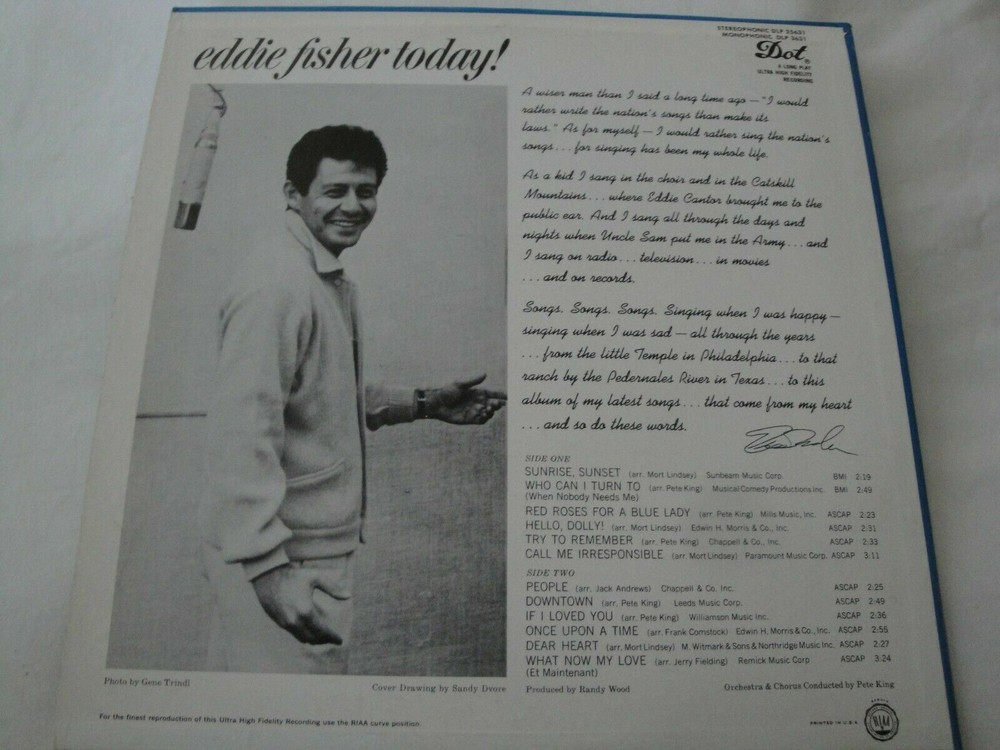 eddie fisher today!
STEREOPHONIC DLP 25631
MONOPHONIC DLP 3631
Dot
A LONG PLAY
ULTRA HIGH FIDELITY
RECORDING
A wiser man than I said a long time ago — "I would
rather write the nation's songs than make its
laws." As for myself — I would rather sing the nation's
songs... for singing has been my whole life.
As a kid I sang in the choir and in the Catskill
Mountains... where Eddie Cantor brought me to the
public ear. And I sang all through the days and
nights when Uncle Sam put me in the Army... and
I sang on radio... television... in movies
...and on records.
Songs. Songs. Songs. Singing when I was happy —
singing when I was sad — all through the years
...from the little Temple in Philadelphia... to that
ranch by the Pedernales River in Texas... to this
album of my latest songs... that come from my heart
...and so do these words.
SIDE ONE
SUNRISE, SUNSET (arr. Mort Lindsey) Sunbeam Music Corp. BMI 2:19
WHO CAN I TURN TO (arr. Pete King) Musical Comedy Productions Inc. BMI 2:49
(When Nobody Needs Me)
RED ROSES FOR A BLUE LADY (arr. Pete King) Mills Music, Inc. ASCAP 2:23
HELLO, DOLLY! (arr. Mort Lindsey) Edwin H. Morris & Co., Inc. ASCAP 2:31
TRY TO REMEMBER (arr. Pete King) Chappell & Co., Inc. ASCAP 2:33
CALL ME IRRESPONSIBLE (arr. Mort Lindsey) Paramount Music Corp. ASCAP 3:11
SIDE TWO
PEOPLE (arr. Jack Andrews) Chappell & Co. Inc. ASCAP 2:25
DOWNTOWN (arr. Pete King) Leeds Music Corp. ASCAP 2:49
IF I LOVED YOU (arr. Pete King) Williamson Music Inc. ASCAP 2:36
ONCE UPON A TIME (arr. Frank Comstock) Edwin H. Morris & Co., Inc. ASCAP 2:55
DEAR HEART (arr. Mort Lindsey) M. Witmark & Sons & Northridge Music Inc. ASCAP 2:27
WHAT NOW MY LOVE (arr. Jerry Fielding) Remick Music Corp ASCAP 3:24
(Et Maintenant)
Photo by Gene Trindl
Cover Drawing by Sandy Dvore
Produced by Randy Wood
Orchestra & Chorus Conducted by Pete King
For the finest reproduction of this Ultra High Fidelity Recording use the RIAA curve position.
PRINTED IN U.S.A.
RIAA